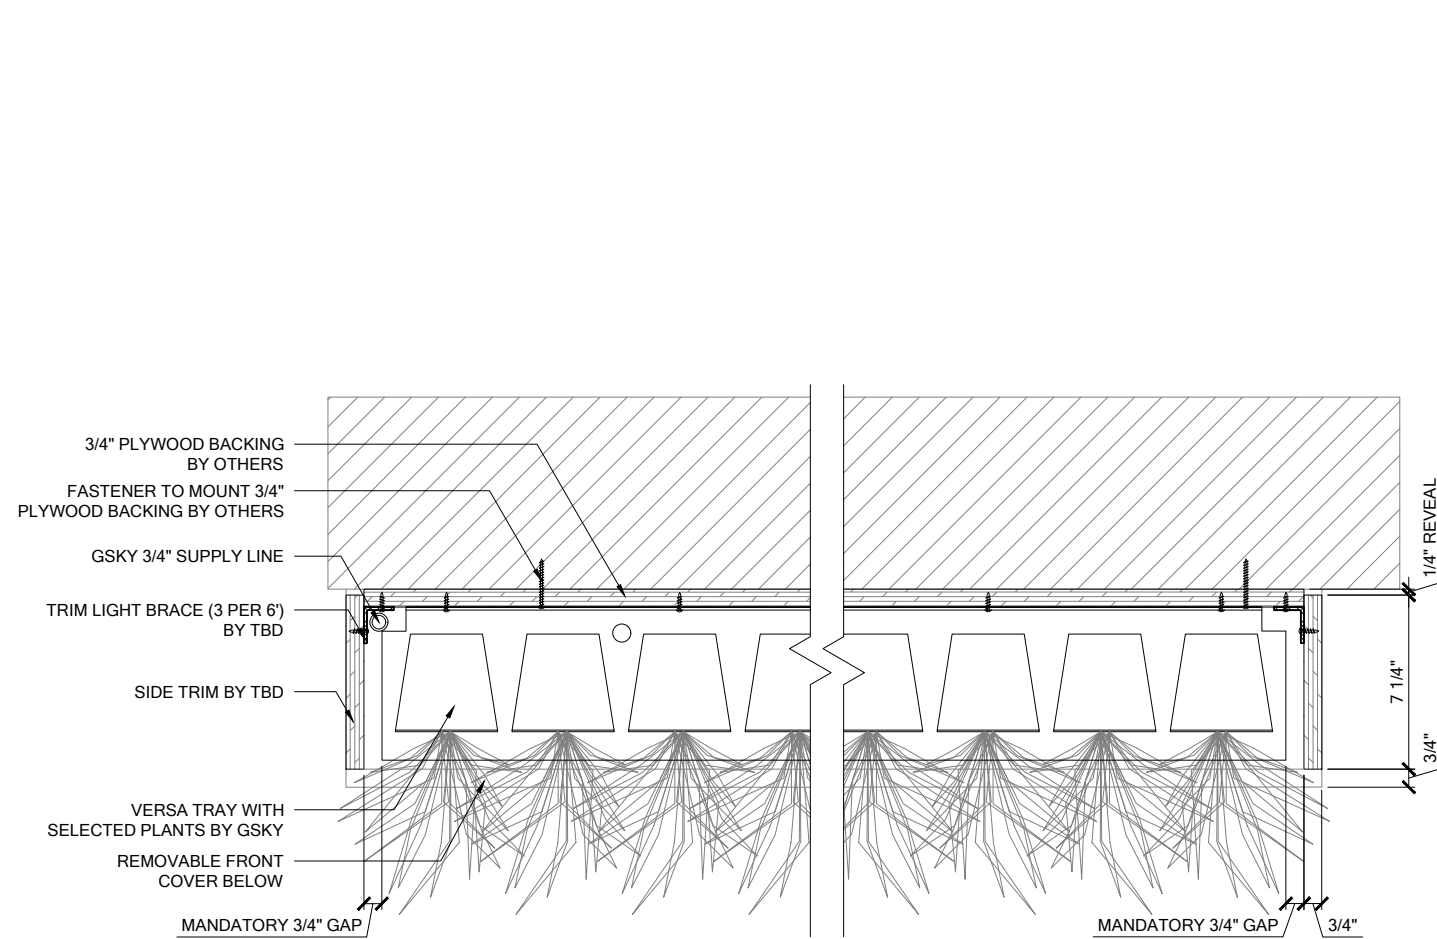 3/4" PLYWOOD BACKING
BY OTHERS
FASTENER TO MOUNT 3/4"
PLYWOOD BACKING BY OTHERS
GSKY 3/4" SUPPLY LINE
TRIM LIGHT BRACE (3 PER 6')
BY TBD
SIDE TRIM BY TBD
VERSA TRAY WITH
SELECTED PLANTS BY GSKY
REMOVABLE FRONT
COVER BELOW
MANDATORY 3/4" GAP
MANDATORY 3/4" GAP
3/4"
1/4" REVEAL
7 1/4"
3/4"